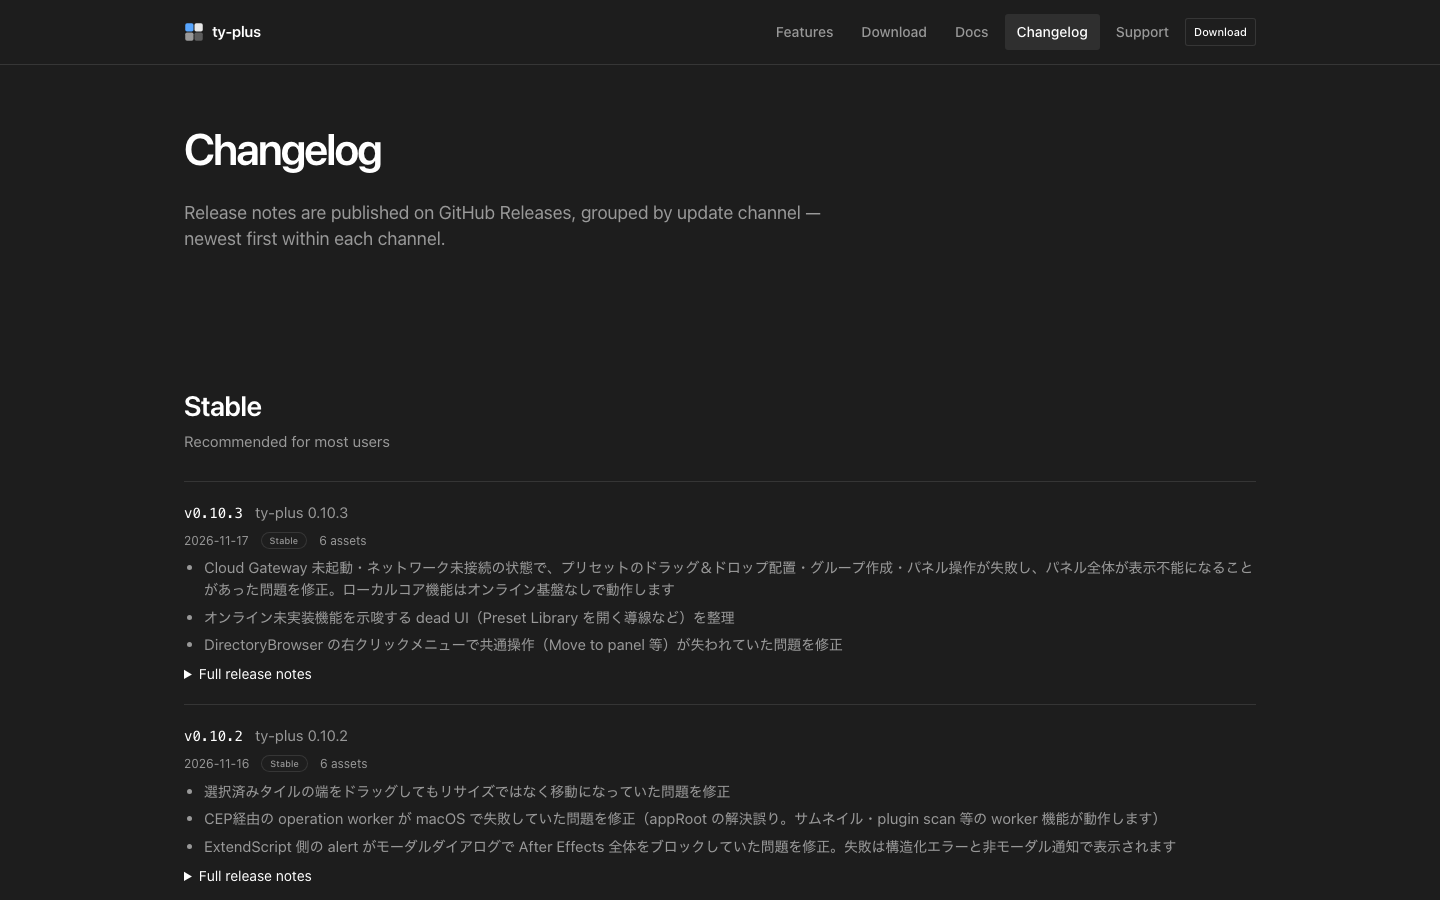 ty-plus
Features
Download
Docs
Changelog
Support
Download
Changelog
Release notes are published on GitHub Releases, grouped by update channel —
newest first within each channel.
Stable
Recommended for most users
v0.10.3 ty-plus 0.10.3
2026-11-17 Stable 6 assets
Cloud Gateway 未起動・ネットワーク未接続の状態で、プリセットのドラッグ＆ドロップ配置・グループ作成・パネル操作が失敗し、パネル全体が表示不能になること
があった問題を修正。ローカルコア機能はオンライン基盤なしで動作します
オンライン未実装機能を示唆する dead UI（Preset Library を開く導線など）を整理
DirectoryBrowser の右クリックメニューで共通操作（Move to panel 等）が失われていた問題を修正
Full release notes
v0.10.2 ty-plus 0.10.2
2026-11-16 Stable 6 assets
選択済みタイルの端をドラッグしてもリサイズではなく移動になっていた問題を修正
CEP経由の operation worker が macOS で失敗していた問題を修正（appRoot の解決誤り。サムネイル・plugin scan 等の worker 機能が動作します）
ExtendScript 側の alert がモーダルダイアログで After Effects 全体をブロックしていた問題を修正。失敗は構造化エラーと非モーダル通知で表示されます
Full release notes